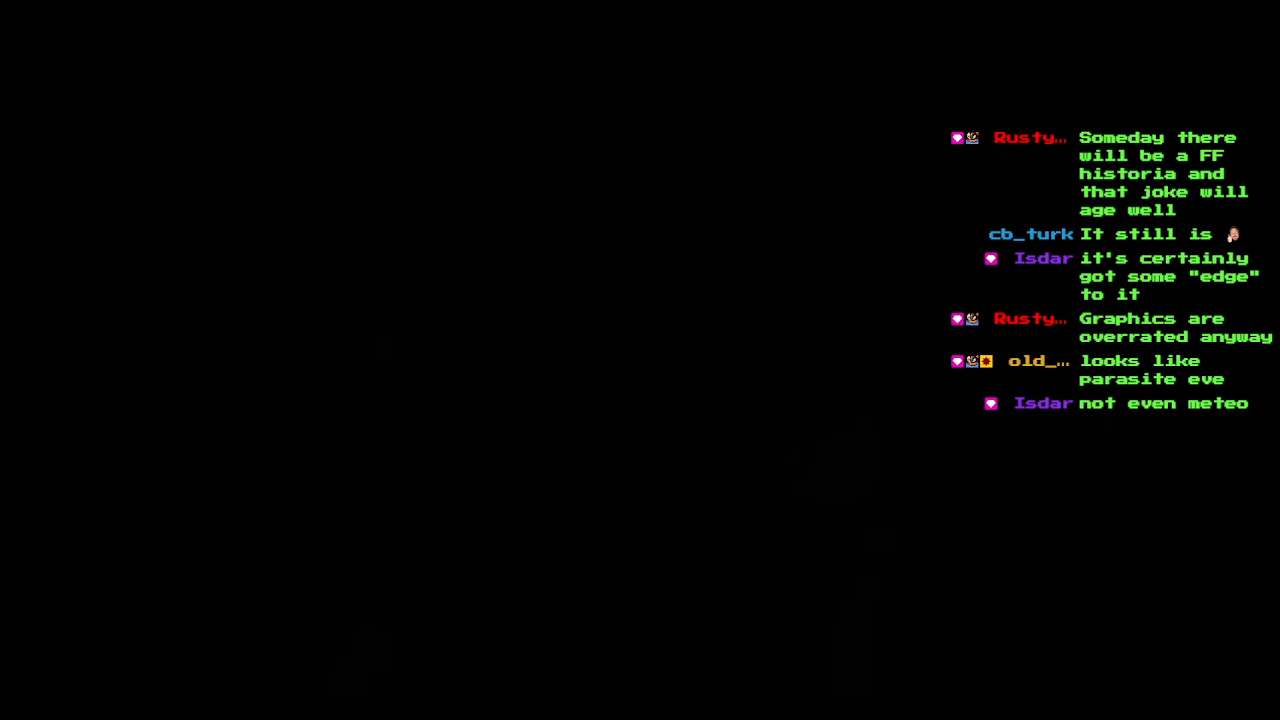 Rusty… Someday there
will be a FF
historia and
that joke will
age well
cb_turk It still is
Isdar it's certainly
got some "edge"
to it
Rusty… Graphics are
overrated anyway
old_… looks like
parasite eve
Isdar not even meteo